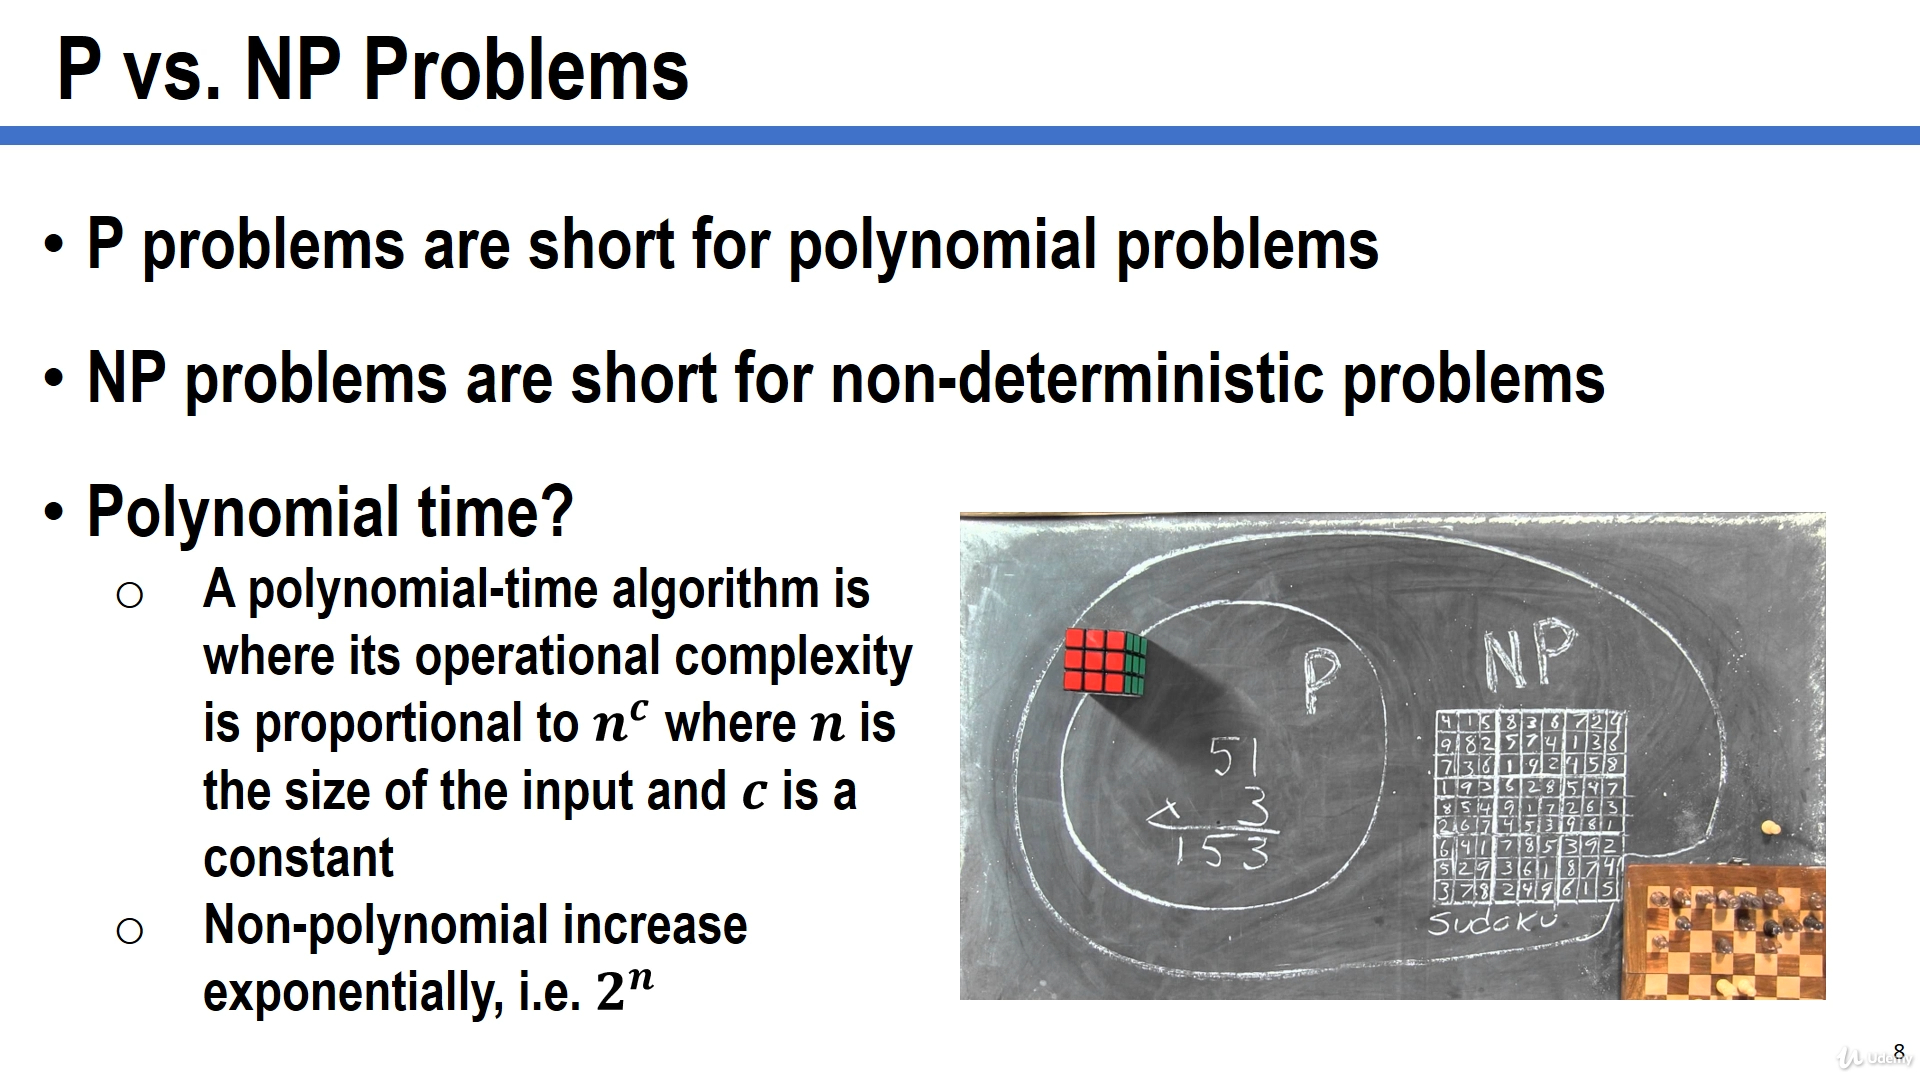 P vs. NP Problems
• P problems are short for polynomial problems
• NP problems are short for non-deterministic problems
• Polynomial time?
o A polynomial-time algorithm is
where its operational complexity
is proportional to n^c where n is
the size of the input and c is a
constant
o Non-polynomial increase
exponentially, i.e. 2^n
P
NP
51
× 3
153
Sudoku
8
Udemy